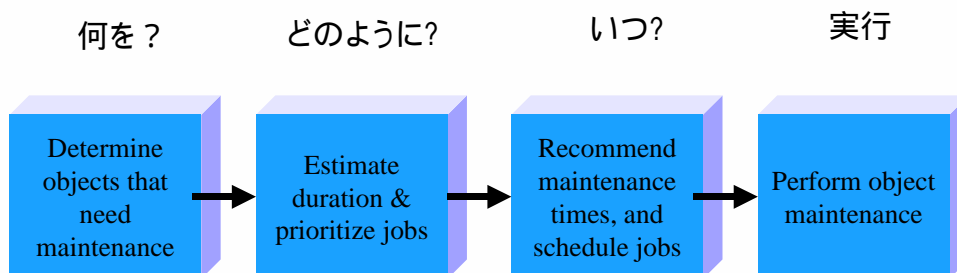 何を？
どのように?
いつ?
実行
Determine
objects that
need
maintenance
Estimate
duration &
prioritize jobs
Recommend
maintenance
times, and
schedule jobs
Perform object
maintenance